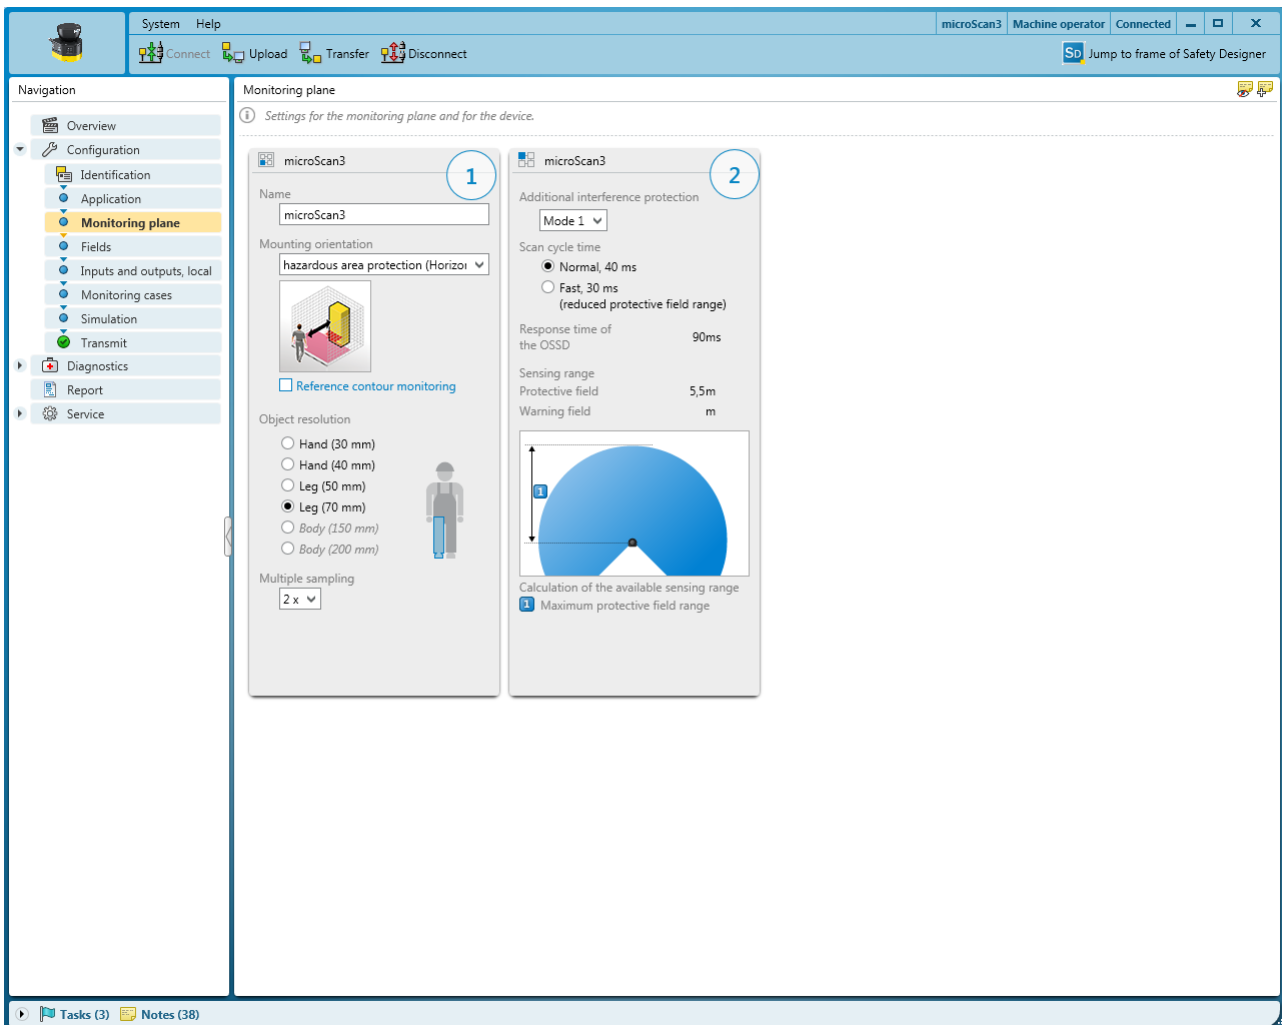 System Help
microScan3 Machine operator Connected
Connect Upload Transfer Disconnect
SD Jump to frame of Safety Designer
Navigation
Overview
Configuration
Identification
Application
Monitoring plane
Fields
Inputs and outputs, local
Monitoring cases
Simulation
Transmit
Diagnostics
Report
Service
Monitoring plane
Settings for the monitoring plane and for the device.
microScan3
1
Name
microScan3
Mounting orientation
hazardous area protection (Horizon
Reference contour monitoring
Object resolution
Hand (30 mm)
Hand (40 mm)
Leg (50 mm)
Leg (70 mm)
Body (150 mm)
Body (200 mm)
Multiple sampling
2 x
microScan3
2
Additional interference protection
Mode 1
Scan cycle time
Normal, 40 ms
Fast, 30 ms
(reduced protective field range)
Response time of
the OSSD
90ms
Sensing range
Protective field 5,5m
Warning field m
1
Calculation of the available sensing range
1 Maximum protective field range
Tasks (3) Notes (38)